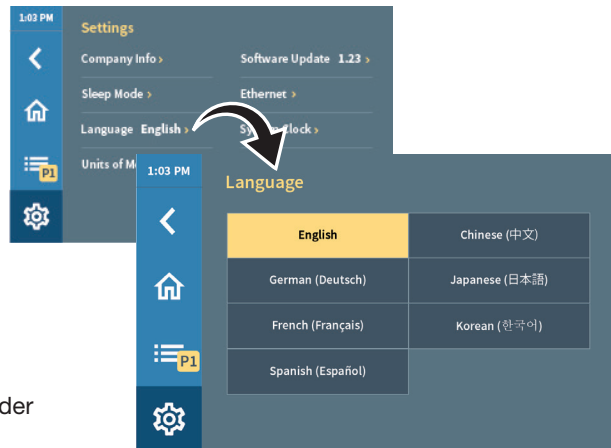 1:03 PM
Settings
Company Info ›
Software Update 1.23 ›
Sleep Mode ›
Ethernet ›
Language English ›
Clock ›
Units of
P1
1:03 PM
Language
English
Chinese (中文)
German (Deutsch)
Japanese (日本語)
French (Français)
Korean (한국어)
Spanish (Español)
P1
der